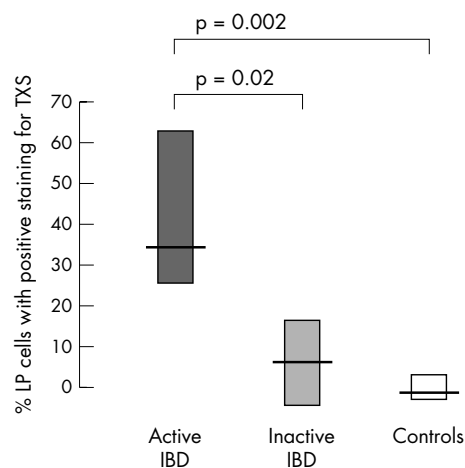 p = 0.002
p = 0.02
% LP cells with positive staining for TXS
70
60
50
40
30
20
10
0
Active
IBD
Inactive
IBD
Controls